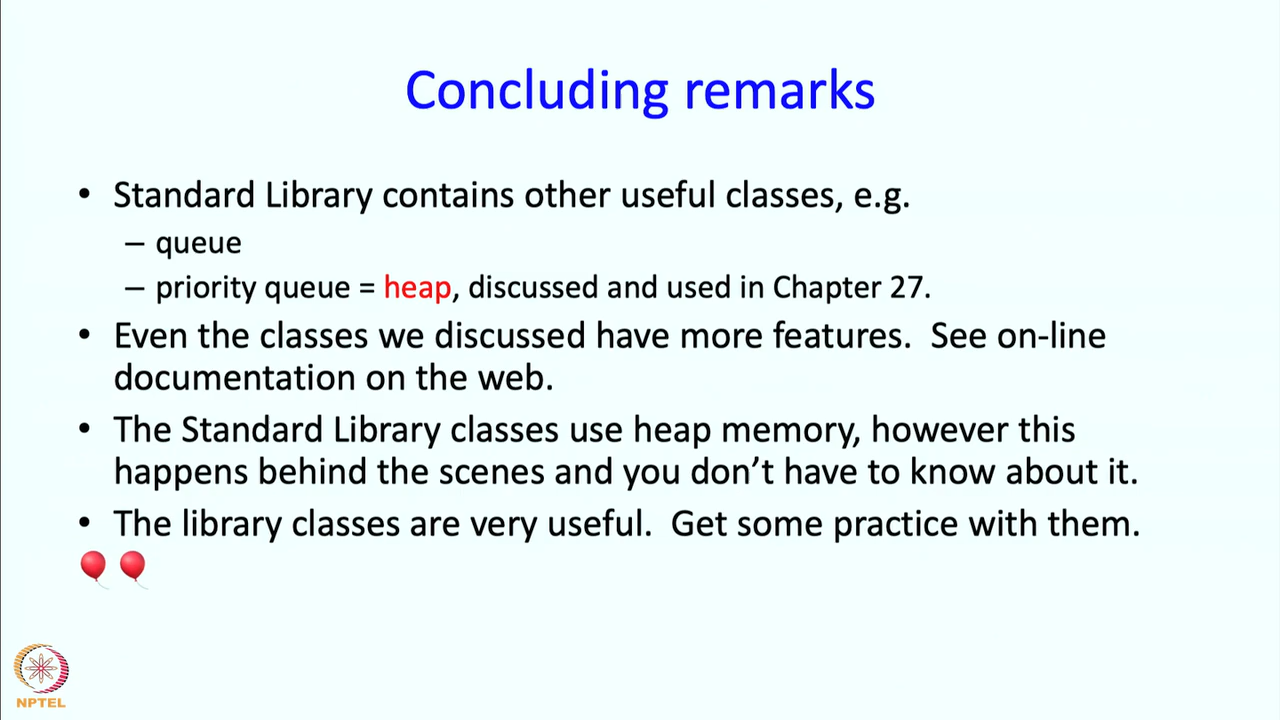 Concluding remarks
• Standard Library contains other useful classes, e.g.
– queue
– priority queue = heap, discussed and used in Chapter 27.
• Even the classes we discussed have more features.  See on-line
documentation on the web.
• The Standard Library classes use heap memory, however this
happens behind the scenes and you don’t have to know about it.
• The library classes are very useful.  Get some practice with them.
NPTEL